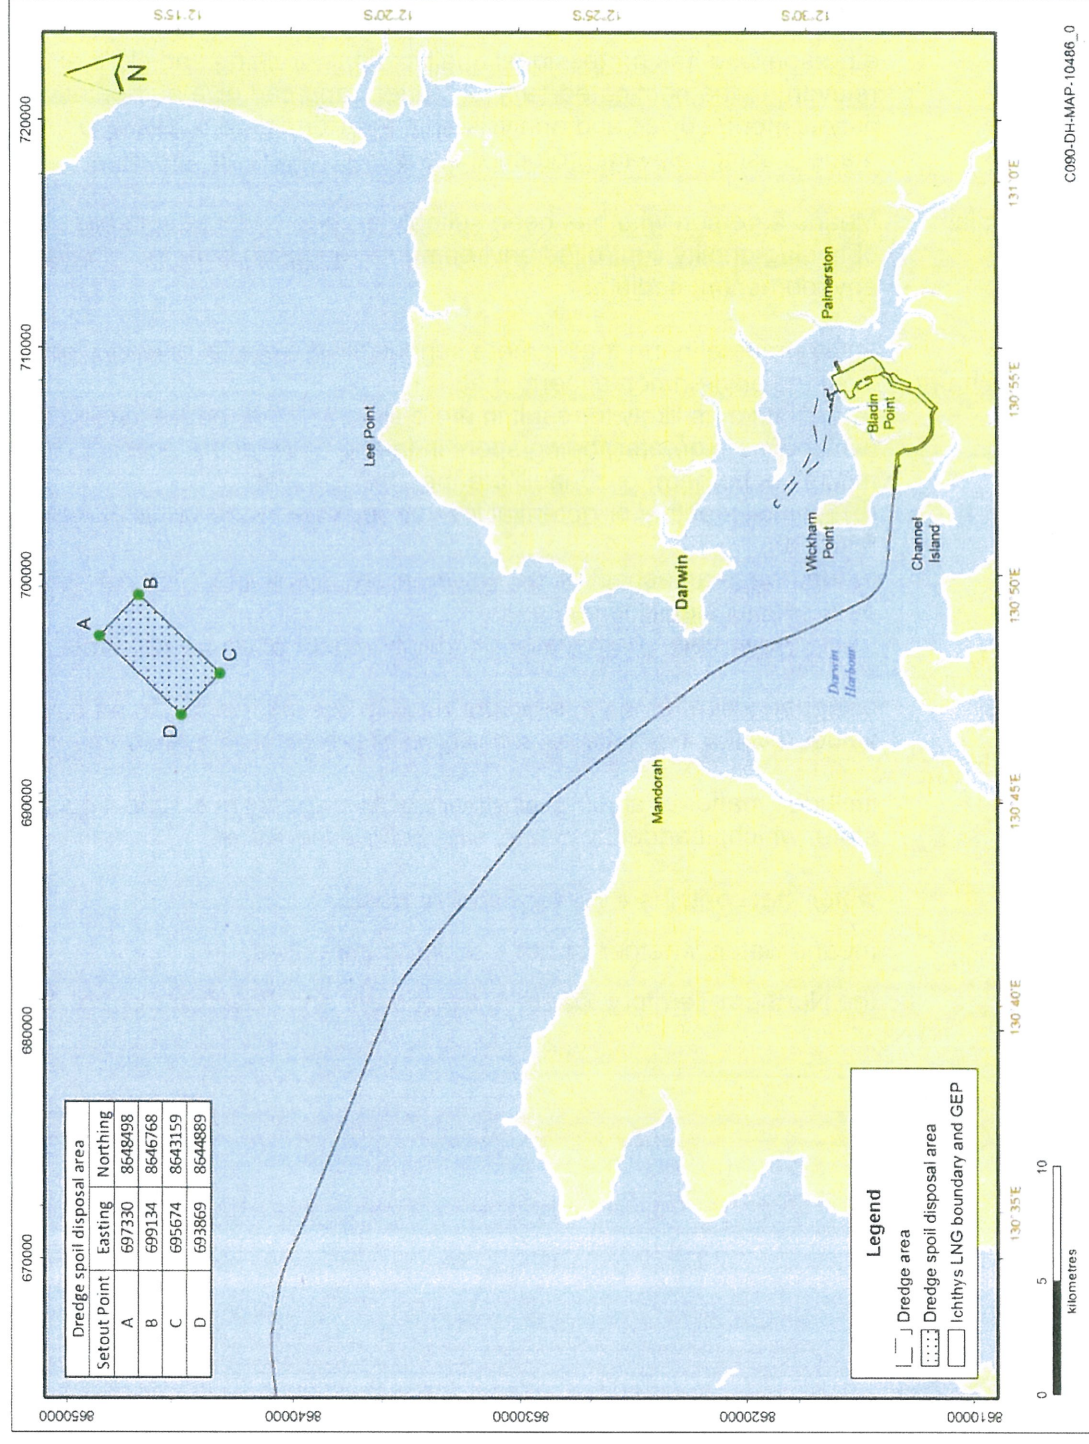 Dredge spoil disposal area
Setout Point Easting Northing
A 697330 8648498
B 699134 8646768
C 695674 8643159
D 693869 8644889
670000
680000
690000
700000
710000
720000
8650000
8640000
8630000
8620000
8610000
12°15'S
12°20'S
12°25'S
12°30'S
N
A
B
C
D
Lee Point
Darwin
Palmerston
Wickham
Point
Bladin
Point
Channel
Island
Darwin
Harbour
Mandorah
130°35'E
130°40'E
130°45'E
130°50'E
130°55'E
131°0'E
Legend
Dredge area
Dredge spoil disposal area
Ichthys LNG boundary and GEP
0 5 10
kilometres
C090-DH-MAP-10486_0